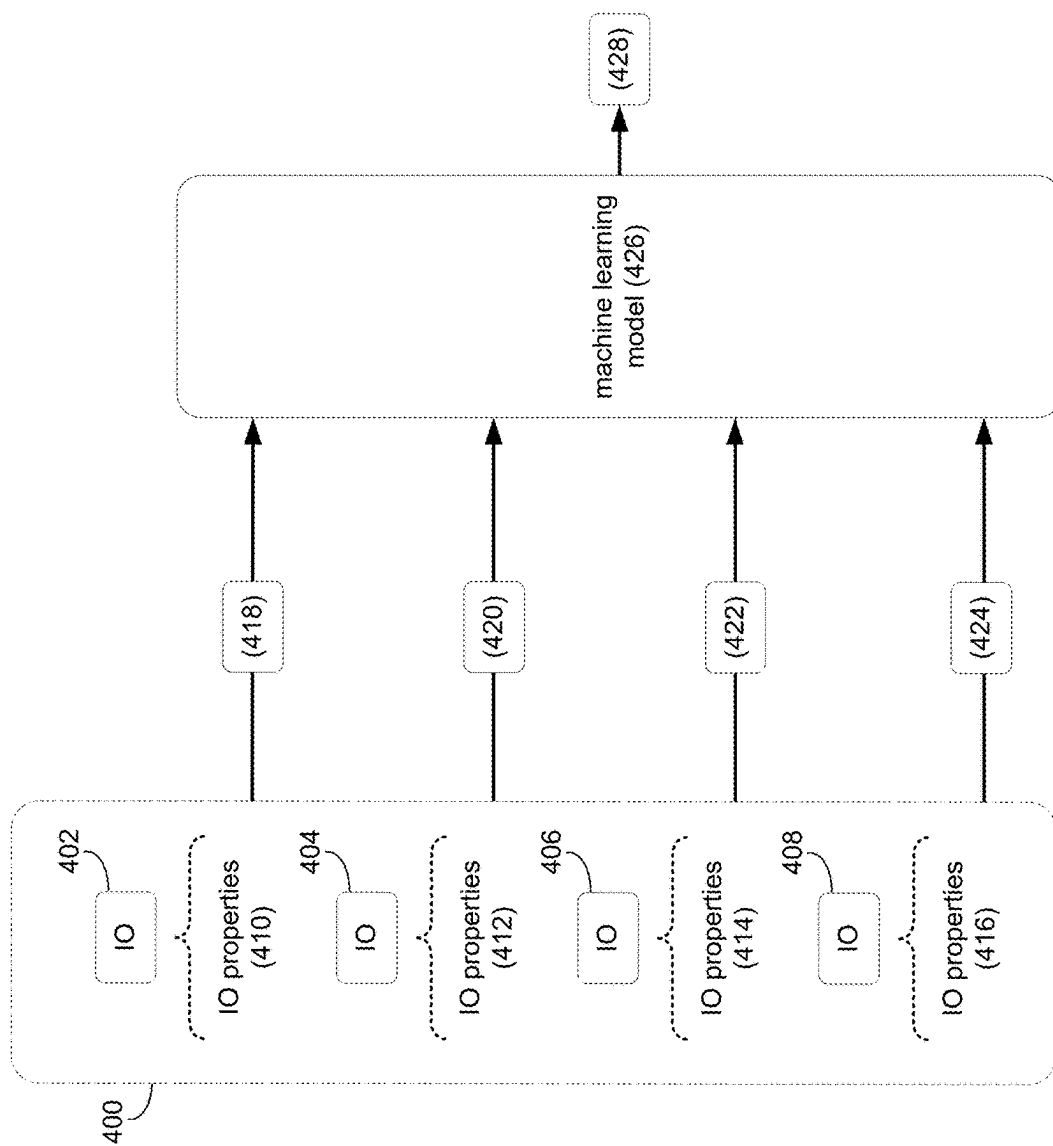 400
402
IO
IO properties
(410)
404
IO
IO properties
(412)
406
IO
IO properties
(414)
408
IO
IO properties
(416)
(418)
(420)
(422)
(424)
machine learning
model (426)
(428)